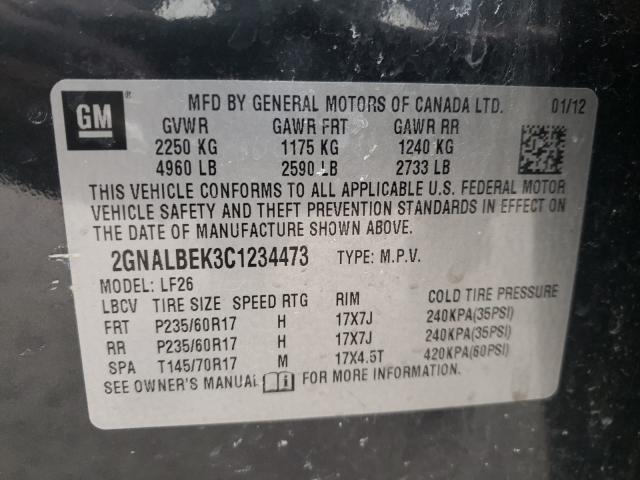 GM ®
MFD BY GENERAL MOTORS OF CANADA LTD. 01/12
GVWR GAWR FRT GAWR RR
2250 KG 1175 KG 1240 KG
4960 LB 2590 LB 2733 LB
THIS VEHICLE CONFORMS TO ALL APPLICABLE U.S. FEDERAL MOTOR
VEHICLE SAFETY AND THEFT PREVENTION STANDARDS IN EFFECT ON
THE DATE OF MANUFACTURE SHOWN ABOVE.
2GNALBEK3C1234473 TYPE: M.P.V.
MODEL: LF26
LBCV TIRE SIZE SPEED RTG RIM COLD TIRE PRESSURE
FRT P235/60R17 H 17X7J 240KPA(35PSI)
RR P235/60R17 H 17X7J 240KPA(35PSI)
SPA T145/70R17 M 17X4.5T 420KPA(60PSI)
SEE OWNER'S MANUAL FOR MORE INFORMATION.